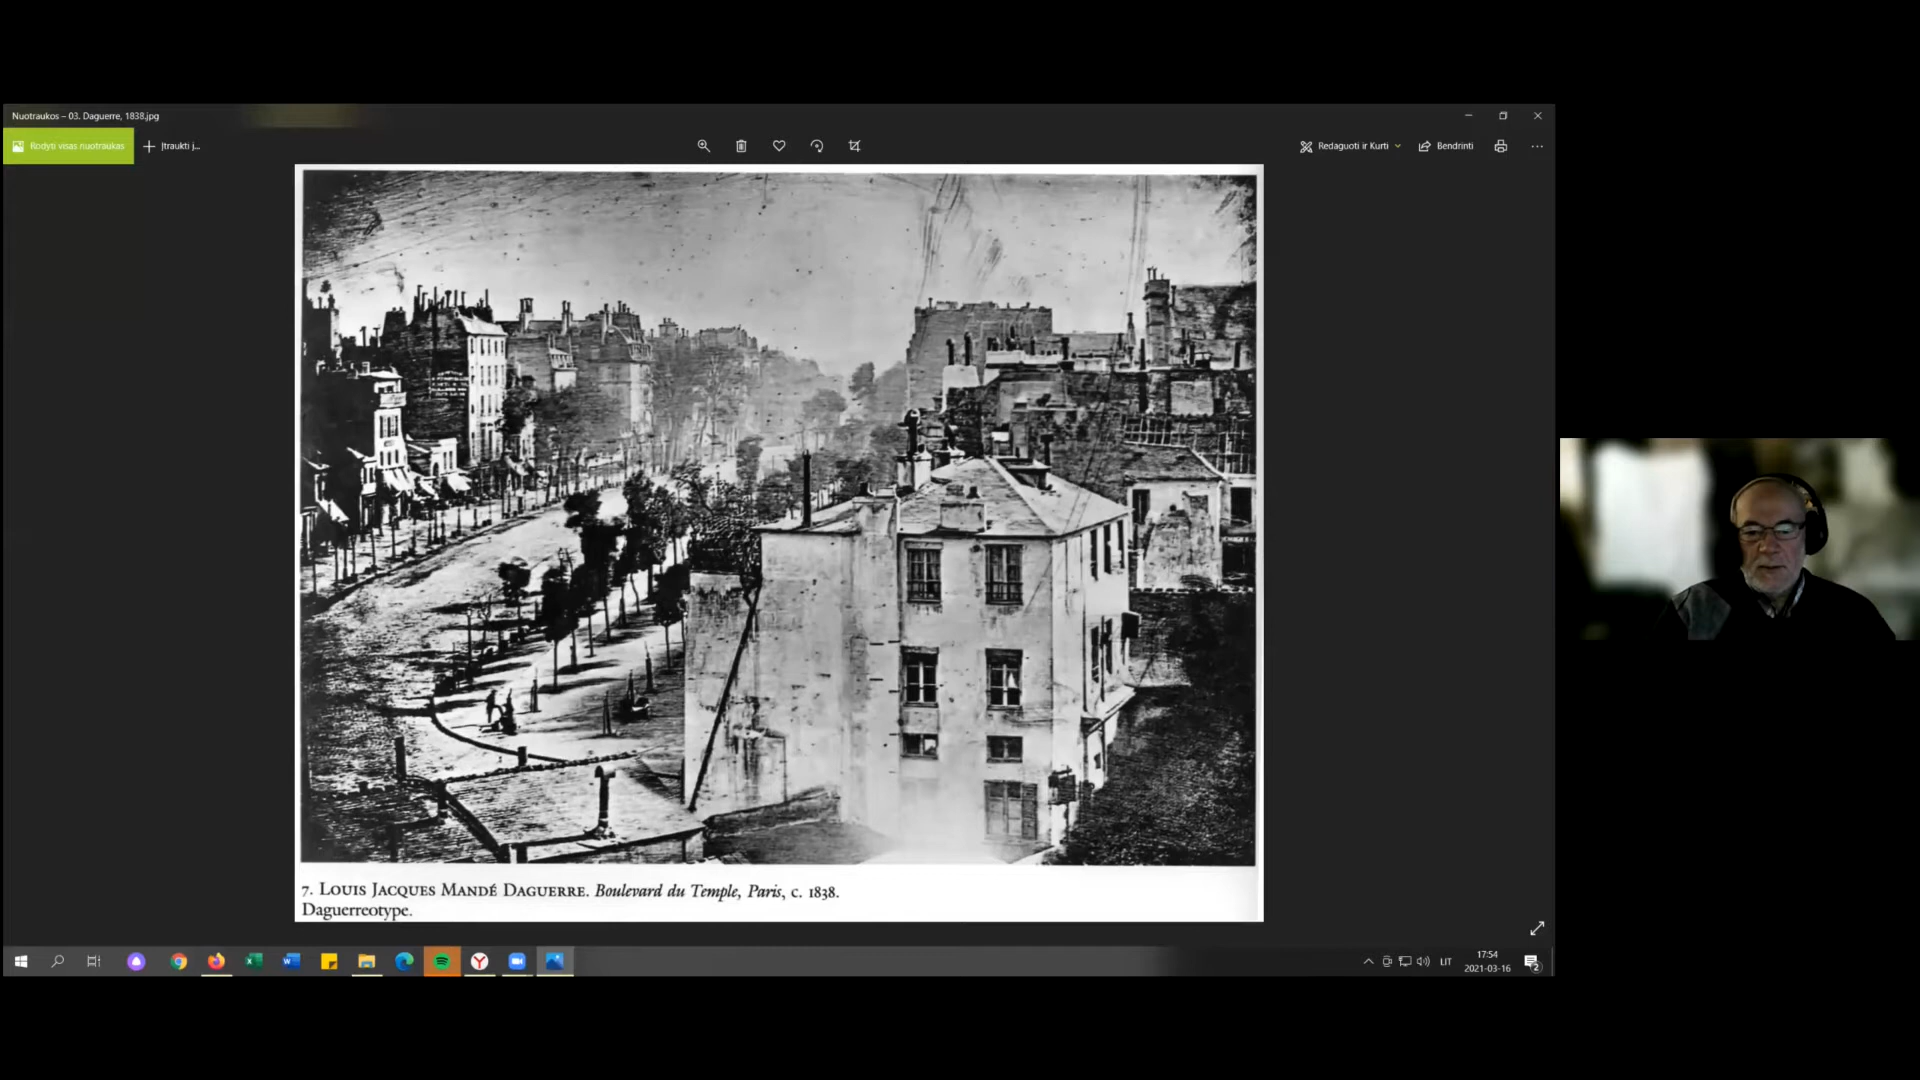 Nuotraukos – 03. Daguerre, 1838.jpg
Rodyti visas nuotraukas
Įtraukti į...
Redaguoti ir Kurti
Bendrinti
7. LOUIS JACQUES MANDÉ DAGUERRE. Boulevard du Temple, Paris, c. 1838.
Daguerreotype.
LIT
17:54
2021-03-16
2